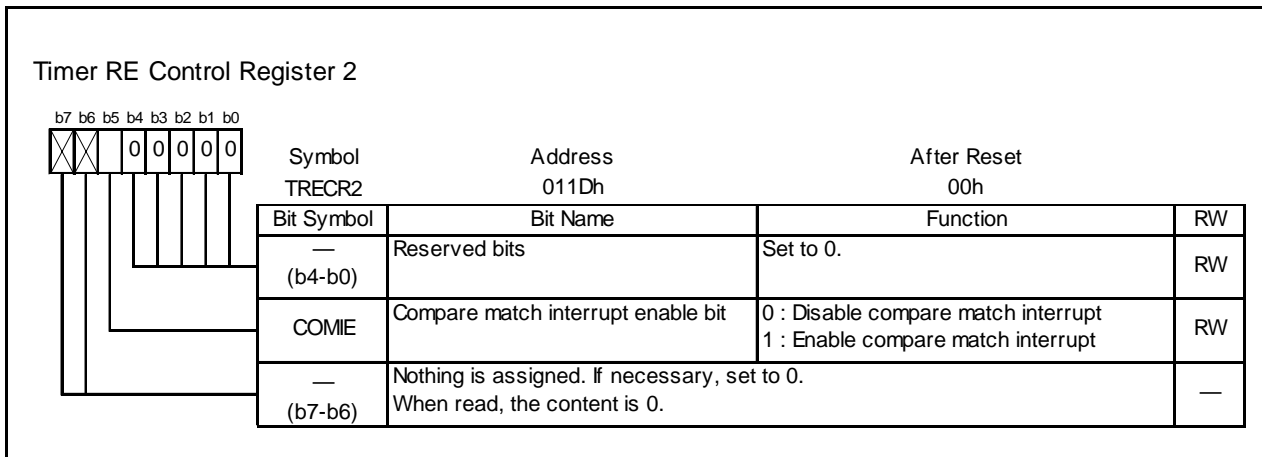 Timer RE Control Register 2
b7 b6 b5 b4 b3 b2 b1 b0
0 0 0 0 0
Symbol Address After Reset
TRECR2 011Dh 00h
Bit Symbol Bit Name Function RW
— (b4-b0) Reserved bits Set to 0. RW
COMIE Compare match interrupt enable bit 0 : Disable compare match interrupt
1 : Enable compare match interrupt RW
— (b7-b6) Nothing is assigned. If necessary, set to 0.
When read, the content is 0. —